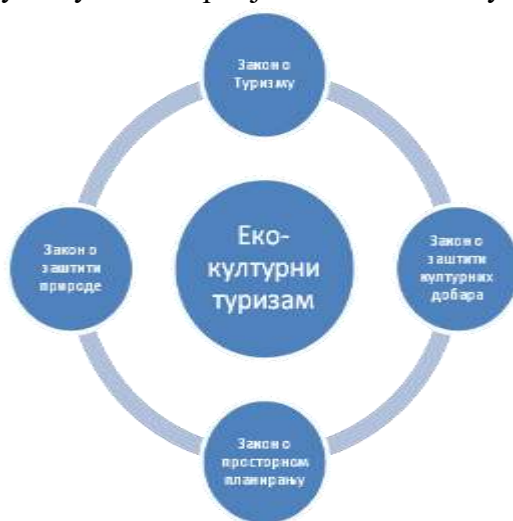 Закон о
Туризму
Еко-
културни
туризам
Закон о
заштити
природе
Закон о
заштити
културних
добара
Закон о
просторном
планирању